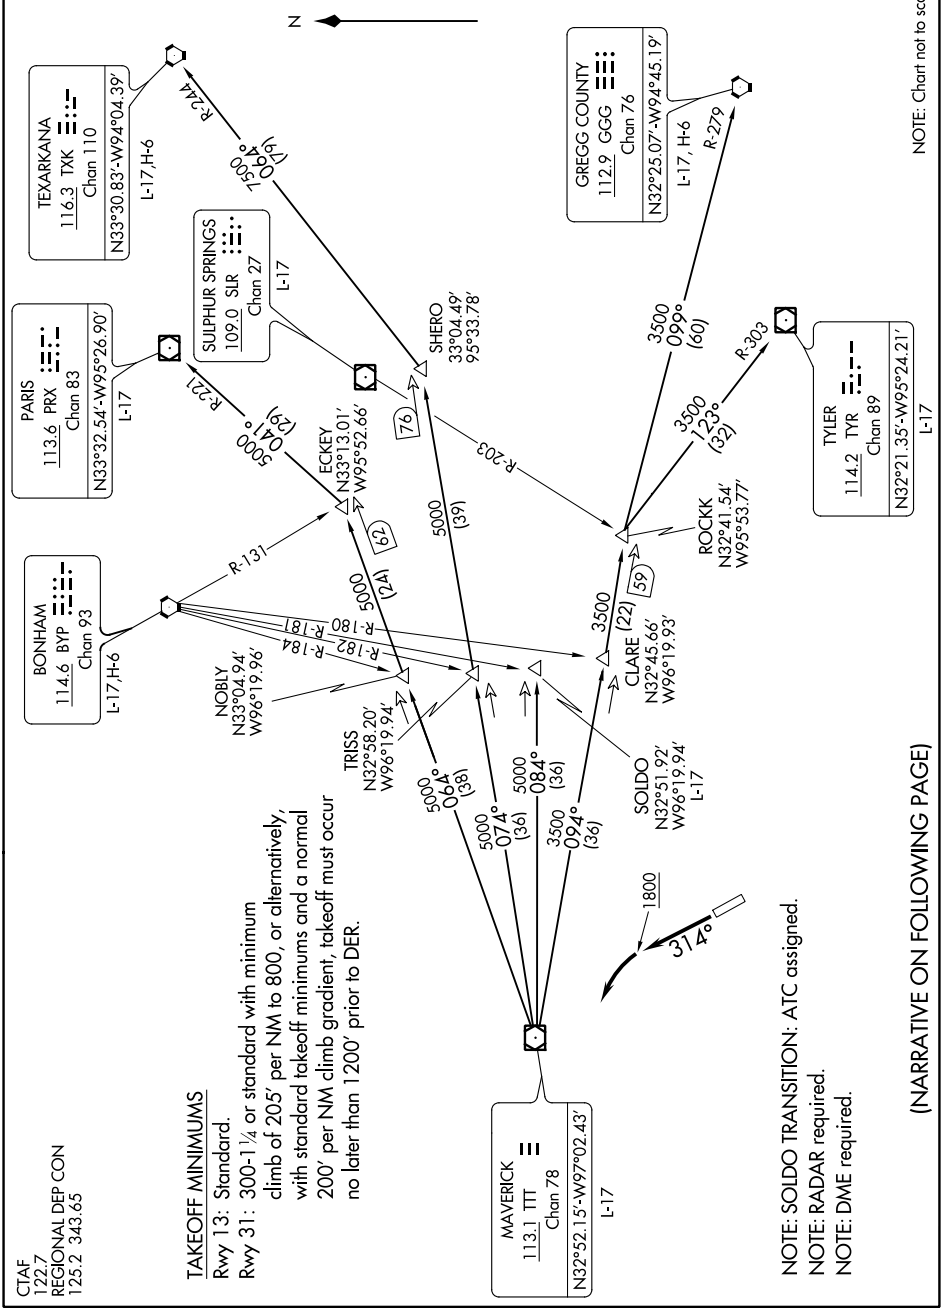 CTAF
122.7
REGIONAL DEP CON
125.2 343.65
N
TEXARKANA
116.3 TXK
Chan 110
N33°30.83'-W94°04.39'
L-17,H-6
PARIS
113.6 PRX
Chan 83
N33°32.54'-W95°26.90'
L-17
SULPHUR SPRINGS
109.0 SLR
Chan 27
L-17
BONHAM
114.6 BYP
Chan 93
L-17,H-6
GREGG COUNTY
112.9 GGG
Chan 76
N32°25.07'-W94°45.19'
L-17, H-6
TYLER
114.2 TYR
Chan 89
N32°21.35'-W95°24.21'
L-17
MAVERICK
113.1 TTT
Chan 78
N32°52.15'-W97°02.43'
L-17
R-244
7500
064°
(79)
R-221
5000
041°
(29)
R-131
R-184
R-182
R-181
R-180
R-203
R-279
3500
099°
(60)
R-303
3500
123°
(32)
SHERO
33°04.49'
95°33.78'
76
5000
(39)
ECKEY
N33°13.01'
W95°52.66'
62
5000
(24)
NOBLY
N33°04.94'
W96°19.96'
TRISS
N32°58.20'
W96°19.94'
SOLDO
N32°51.92'
W96°19.94'
L-17
CLARE
N32°45.66'
W96°19.93'
ROCKK
N32°41.54'
W95°53.77'
59
3500
(22)
5000
064°
(38)
5000
074°
(36)
5000
084°
(36)
3500
094°
(36)
1800
314°
TAKEOFF MINIMUMS
Rwy 13: Standard.
Rwy 31: 300-1¼ or standard with minimum
climb of 205' per NM to 800, or alternatively,
with standard takeoff minimums and a normal
200' per NM climb gradient, takeoff must occur
no later than 1200' prior to DER.
NOTE: SOLDO TRANSITION: ATC assigned.
NOTE: RADAR required.
NOTE: DME required.
(NARRATIVE ON FOLLOWING PAGE)
NOTE: Chart not to sca